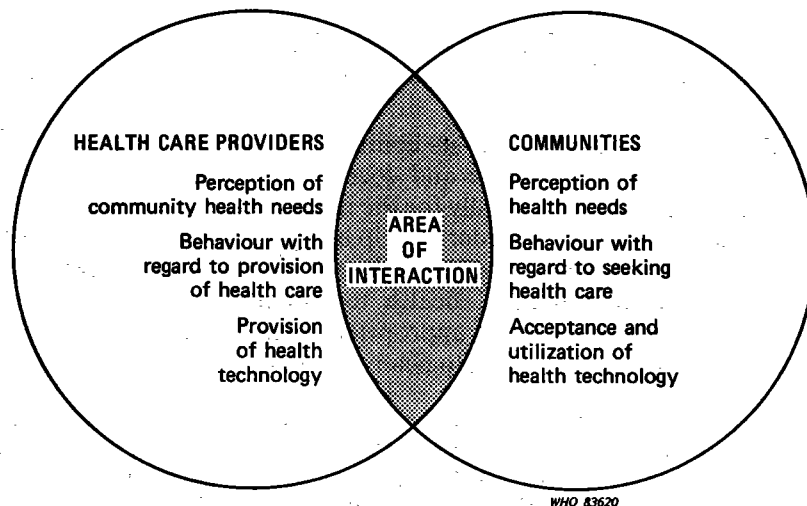 HEALTH CARE PROVIDERS
Perception of
community health needs
Behaviour with
regard to provision
of health care
Provision
of health
technology
AREA
OF
INTERACTION
COMMUNITIES
Perception of
health needs
Behaviour with
regard to seeking
health care
Acceptance and
utilization of
health technology
WHO 83620